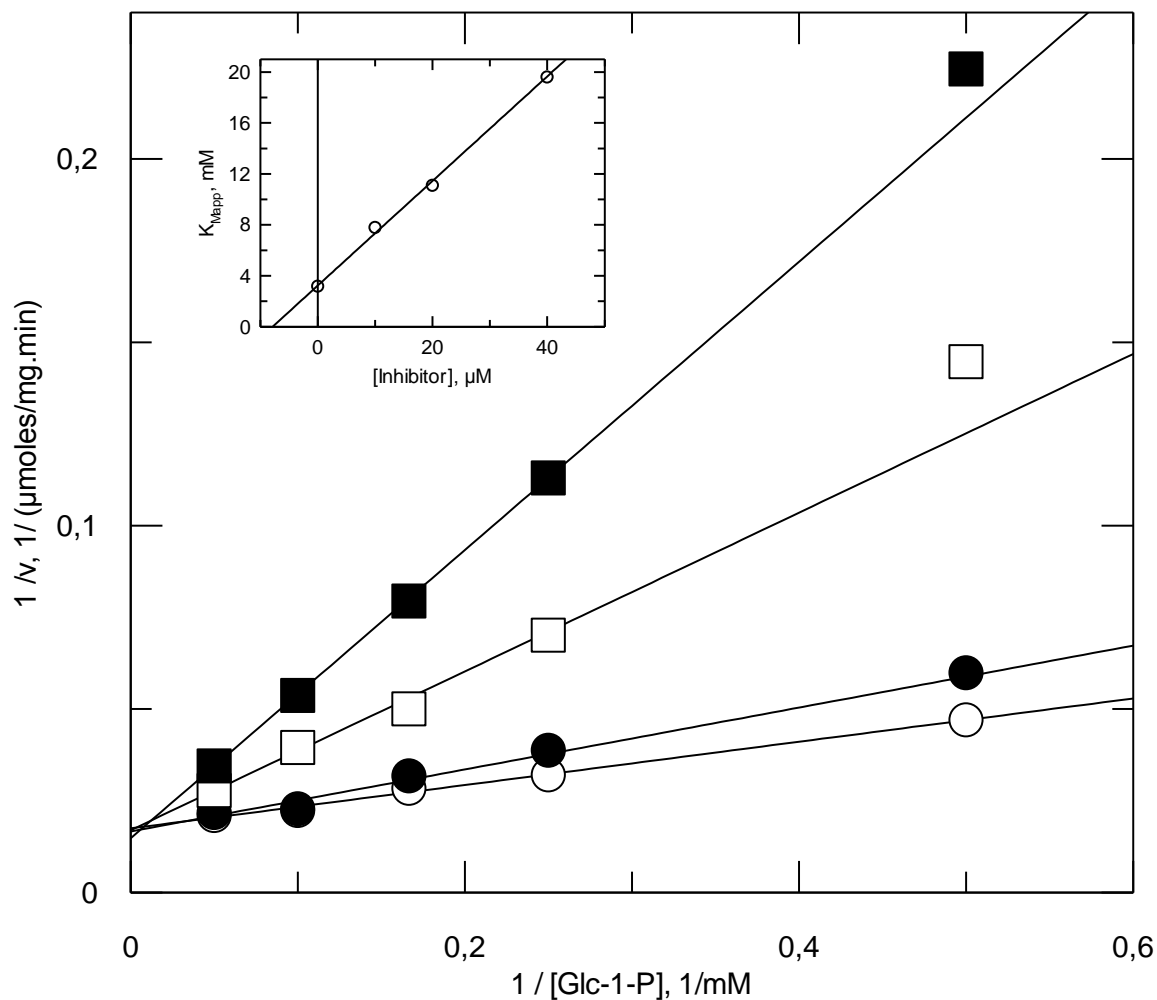 20
16
12
8
4
0
K Mapp, mM
0 20 40
[Inhibitor], µM
0,2
0,1
0
1 /v, 1/ (µmoles/mg.min)
0 0,2 0,4 0,6
1 / [Glc-1-P], 1/mM